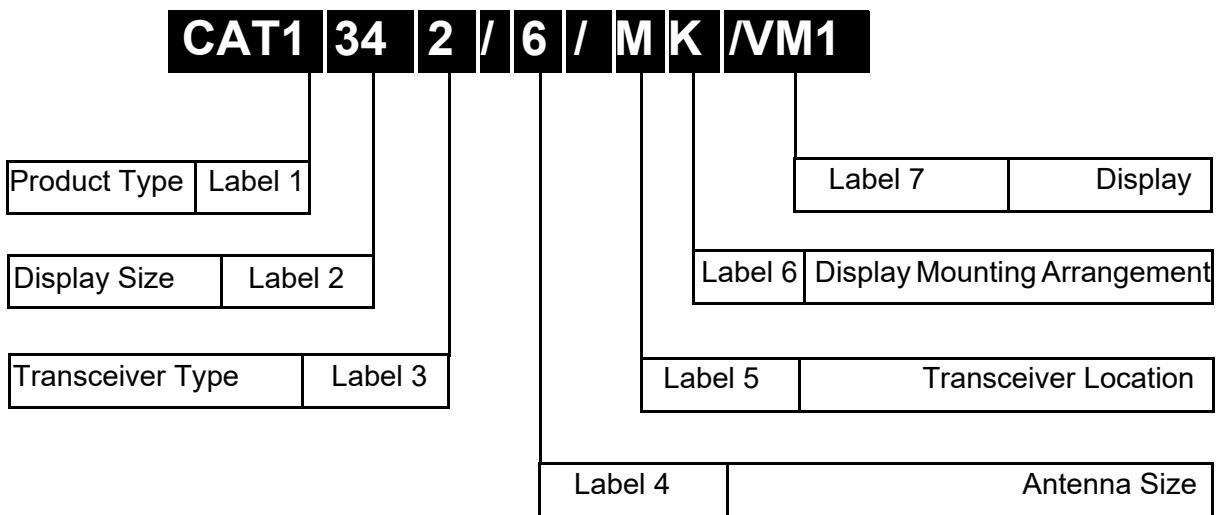 CAT1 34 2 / 6 / M K /VM1
Product Type Label 1
Label 7 Display
Display Size Label 2
Label 6 Display Mounting Arrangement
Transceiver Type Label 3
Label 5 Transceiver Location
Label 4 Antenna Size